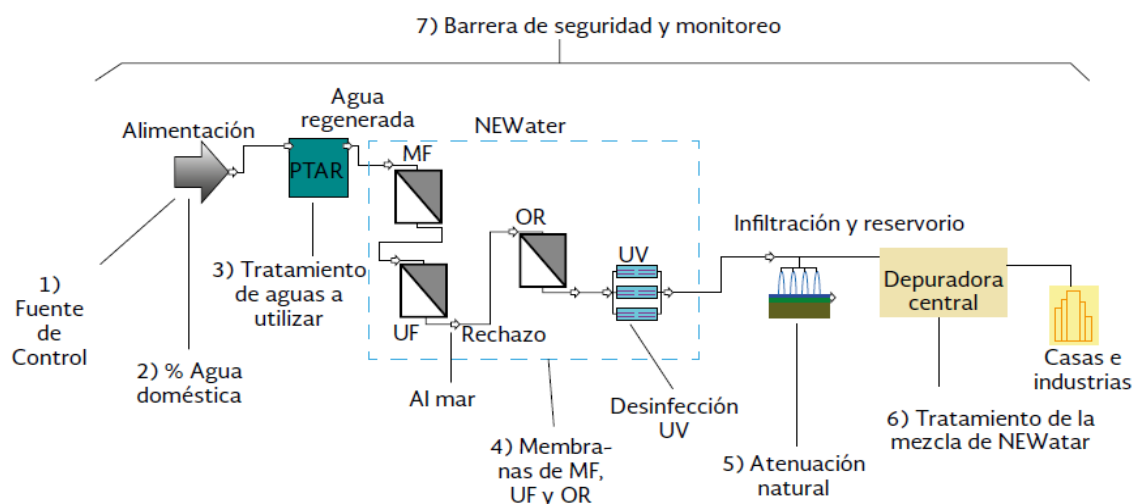 7) Barrera de seguridad y monitoreo
Agua
regenerada
Alimentación
NEWater
PTAR
MF
OR
UV
UF
Rechazo
Infiltración y reservorio
Depuradora
central
1)
Fuente
de
Control
2) % Agua
doméstica
3) Tratamiento
de aguas a
utilizar
Al mar
4) Membra-
nas de MF,
UF y OR
Desinfección
UV
5) Atenuación
natural
6) Tratamiento de la
mezcla de NEWatar
Casas e
industrias